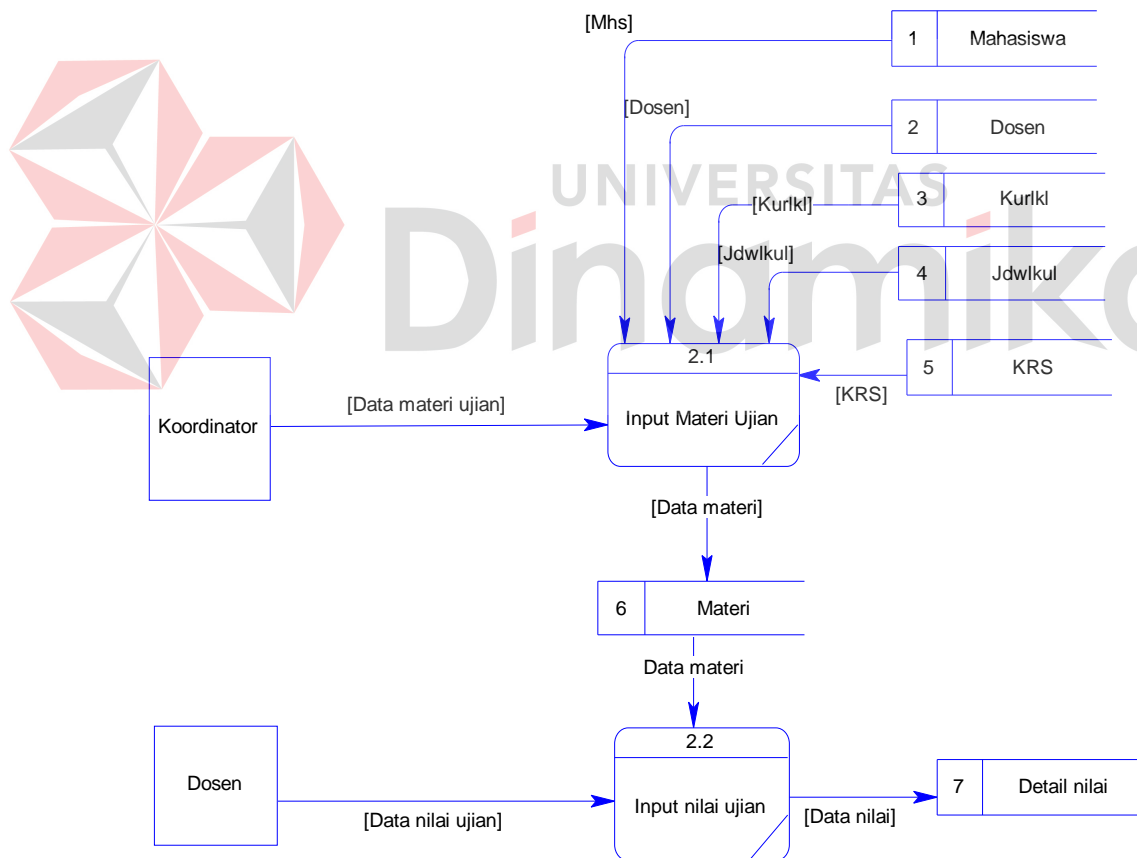 [Mhs]
1 Mahasiswa
[Dosen]
2 Dosen
UNIVERSITAS
Dinamika
[Kurlkl]
3 Kurlkl
[Jdwlkul]
4 Jdwlkul
2.1
Input Materi Ujian
5 KRS
[KRS]
Koordinator
[Data materi ujian]
[Data materi]
6 Materi
Data materi
2.2
Input nilai ujian
Dosen
[Data nilai ujian]
[Data nilai]
7 Detail nilai